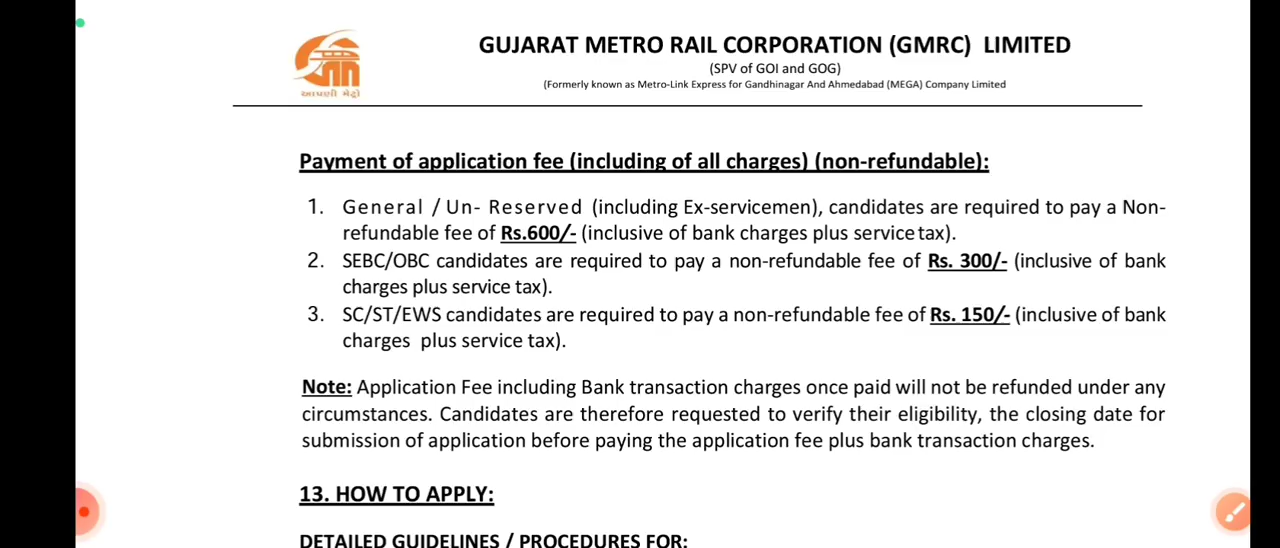 GUJARAT METRO RAIL CORPORATION (GMRC) LIMITED
(SPV of GOI and GOG)
(Formerly known as Metro-Link Express for Gandhinagar And Ahmedabad (MEGA) Company Limited
આપણી મેટ્રો
Payment of application fee (including of all charges) (non-refundable):
1. General / Un- Reserved (including Ex-servicemen), candidates are required to pay a Non-
refundable fee of Rs.600/- (inclusive of bank charges plus service tax).
2. SEBC/OBC candidates are required to pay a non-refundable fee of Rs. 300/- (inclusive of bank
charges plus service tax).
3. SC/ST/EWS candidates are required to pay a non-refundable fee of Rs. 150/- (inclusive of bank
charges plus service tax).
Note: Application Fee including Bank transaction charges once paid will not be refunded under any
circumstances. Candidates are therefore requested to verify their eligibility, the closing date for
submission of application before paying the application fee plus bank transaction charges.
13. HOW TO APPLY:
DETAILED GUIDELINES / PROCEDURES FOR: